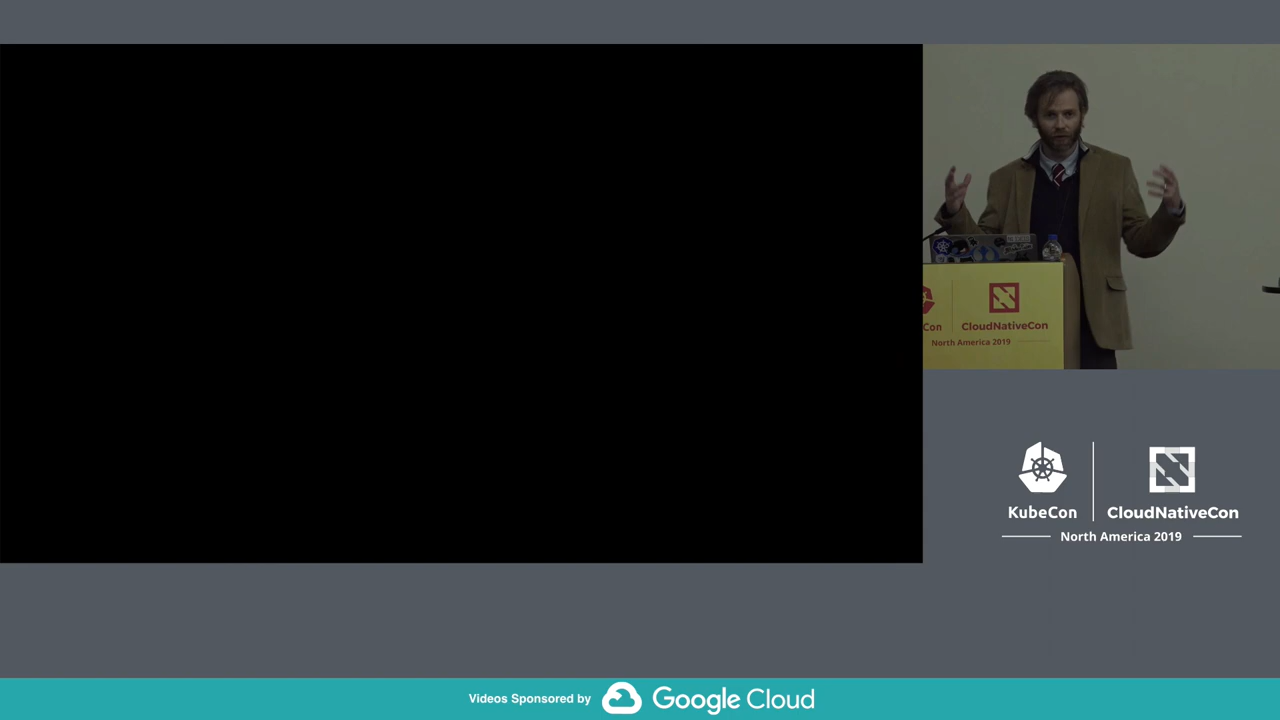 Con
CloudNativeCon
North America 2019
KubeCon
CloudNativeCon
North America 2019
Videos Sponsored by
Google Cloud